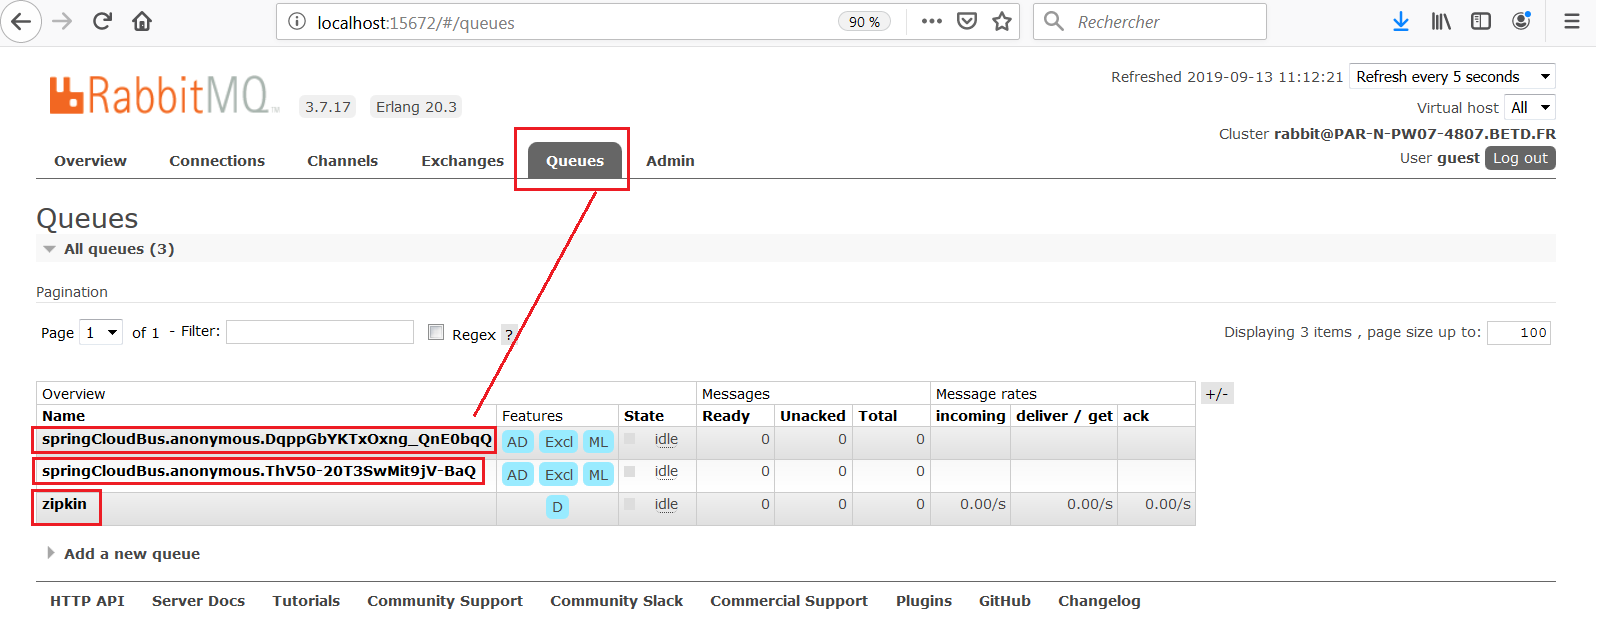 localhost:15672/#/queues 90 % Rechercher
Refreshed 2019-09-13 11:12:21 Refresh every 5 seconds
RabbitMQ TM 3.7.17 Erlang 20.3
Virtual host All
Cluster rabbit@PAR-N-PW07-4807.BETD.FR
User guest Log out
Overview Connections Channels Exchanges Queues Admin
Queues
All queues (3)
Pagination
Page 1 of 1 - Filter: Regex ? Displaying 3 items , page size up to: 100
Overview Messages Message rates +/-
Name Features State Ready Unacked Total incoming deliver / get ack
springCloudBus.anonymous.DqppGbYKTxOxng_QnE0bqQ AD Excl ML idle 0 0 0
springCloudBus.anonymous.ThV50-20T3SwMit9jV-BaQ AD Excl ML idle 0 0 0
zipkin D idle 0 0 0 0.00/s 0.00/s 0.00/s
Add a new queue
HTTP API Server Docs Tutorials Community Support Community Slack Commercial Support Plugins GitHub Changelog